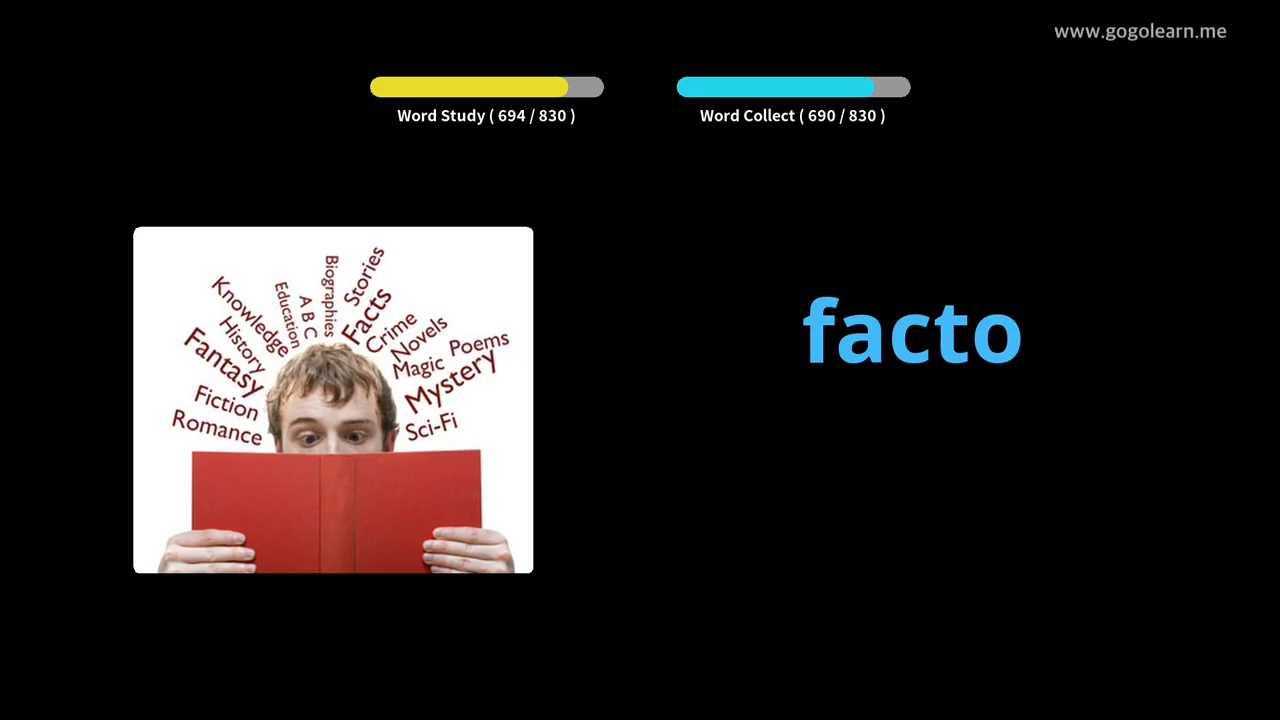 www.gogolearn.me
Word Study ( 694 / 830 )
Word Collect ( 690 / 830 )
facto
Romance
Fiction
Fantasy
History
Knowledge
Education
A B C
Biographies
Stories
Facts
Crime
Novels
Magic
Poems
Mystery
Sci-Fi